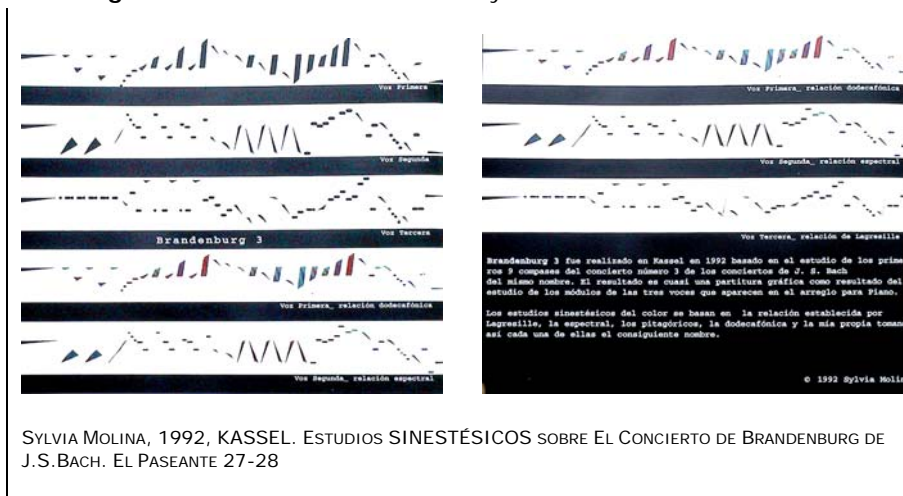 Voz Primera
Voz Segunda
Voz Tercera
Brandenburg 3
Voz Primera_ relación dodecafónica
Voz Segunda_ relación espectral
Voz Primera_ relación dodecafónica
Voz Segunda_ relación espectral
Voz Tercera_ relación de Lagresille
Brandenburg 3 fue realizado en Kassel en 1992 basado en el estudio de los prime
ros 9 compases del concierto número 3 de los conciertos de J. S. Bach
del mismo nombre. El resultado es cuasi una partitura gráfica como resultado del
estudio de los módulos de las tres voces que aparecen en el arreglo para Piano.
Los estudios sinestésicos del color se basan en la relación establecida por
Lagresille, la espectral, los pitagóricos, la dodecafónica y la mía propia toman
así cada una de ellas el consiguiente nombre.
© 1992 Sylvia Molin
SYLVIA MOLINA, 1992, KASSEL. ESTUDIOS SINESTÉSICOS SOBRE EL CONCIERTO DE BRANDENBURG DE
J.S.BACH. EL PASEANTE 27-28